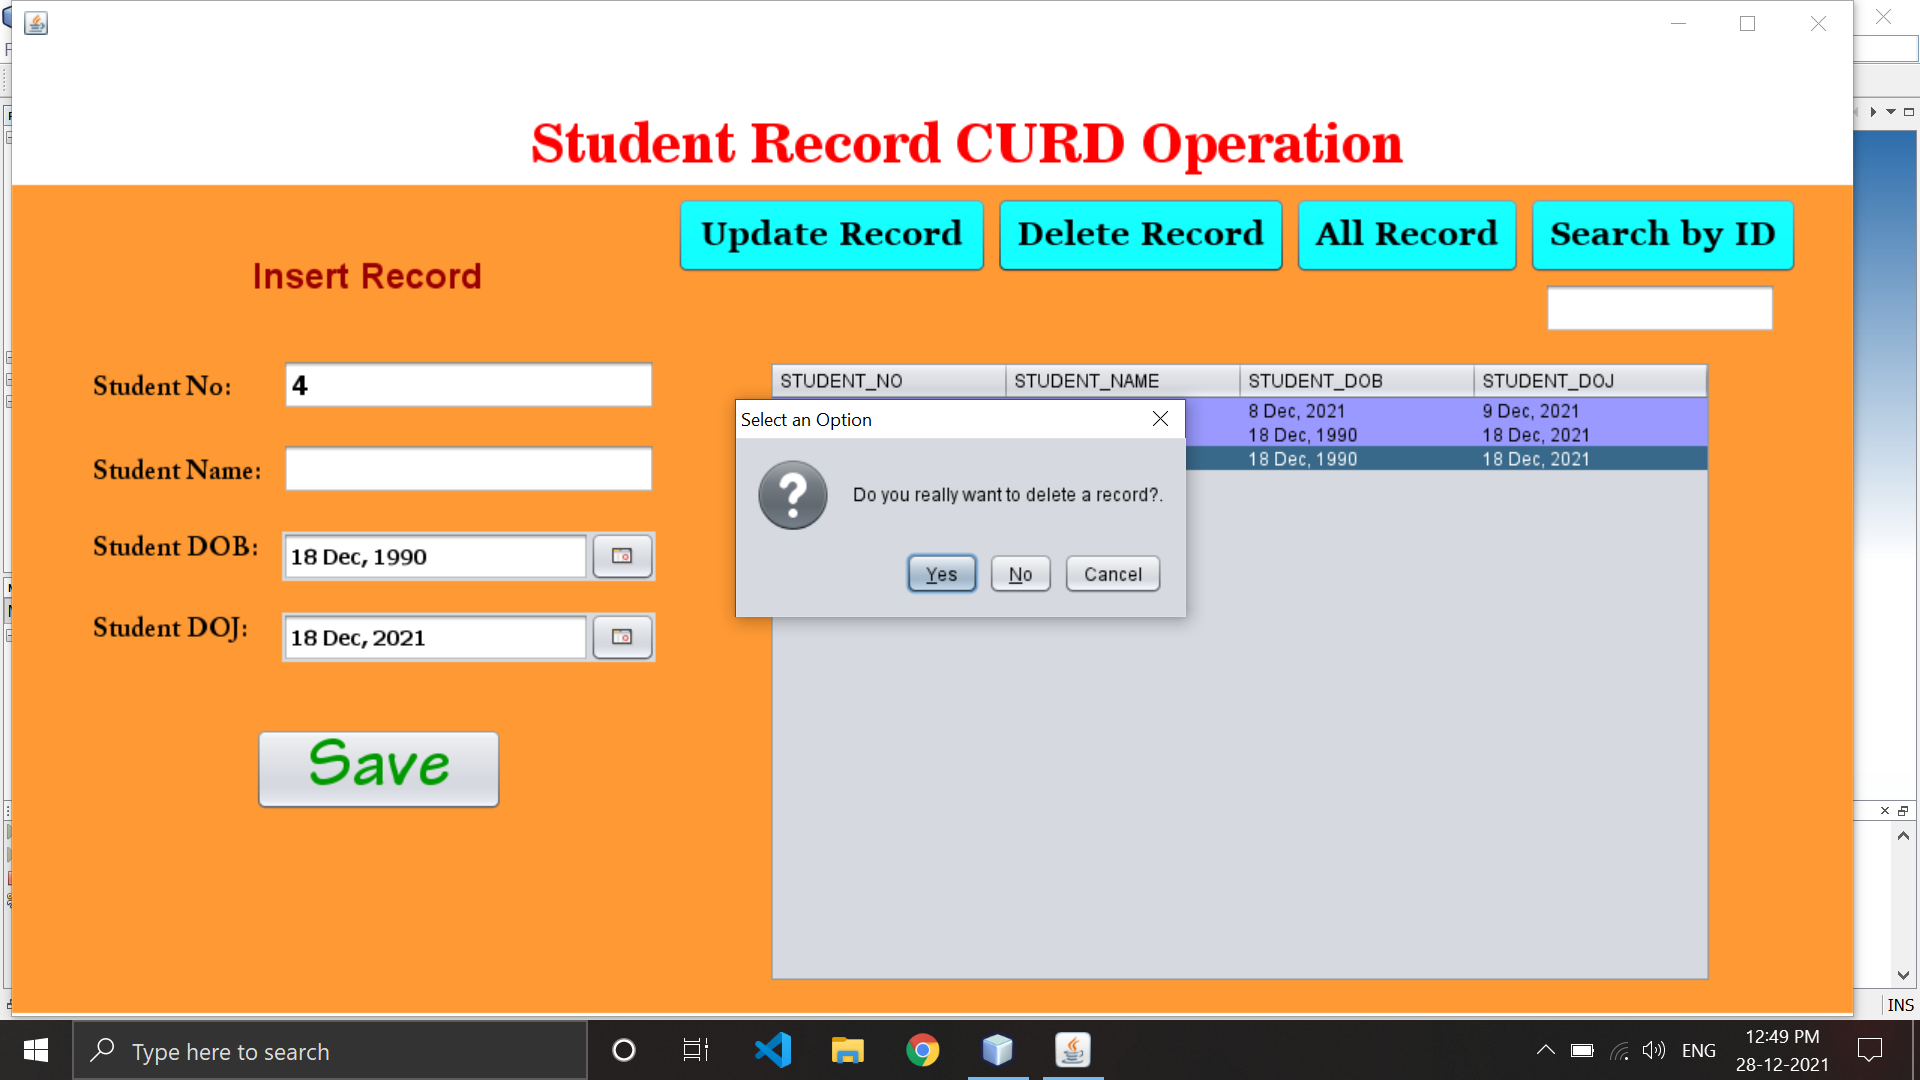 Student Record CURD Operation
Update Record
Delete Record
All Record
Search by ID
Insert Record
Student No:
4
Student Name:
Student DOB:
18 Dec, 1990
Student DOJ:
18 Dec, 2021
Save
STUDENT_NO STUDENT_NAME STUDENT_DOB STUDENT_DOJ
8 Dec, 2021 9 Dec, 2021
18 Dec, 1990 18 Dec, 2021
18 Dec, 1990 18 Dec, 2021
Select an Option
Do you really want to delete a record?.
Yes No Cancel
INS
Type here to search
ENG
12:49 PM
28-12-2021